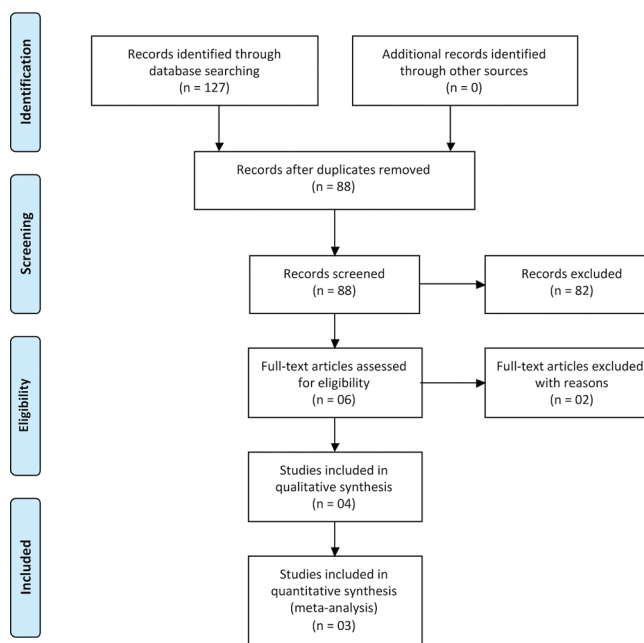 Identification
Records identified through
database searching
(n = 127)
Additional records identified
through other sources
(n = 0)
Records after duplicates removed
(n = 88)
Screening
Records screened
(n = 88)
Records excluded
(n = 82)
Eligibility
Full-text articles assessed
for eligibility
(n = 06)
Full-text articles excluded
with reasons
(n = 02)
Studies included in
qualitative synthesis
(n = 04)
Included
Studies included in
quantitative synthesis
(meta-analysis)
(n = 03)